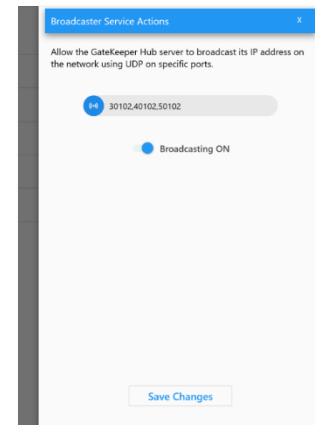 Broadcaster Service Actions x
Allow the GateKeeper Hub server to broadcast its IP address on
the network using UDP on specific ports.
30102,40102,50102
Broadcasting ON
Save Changes